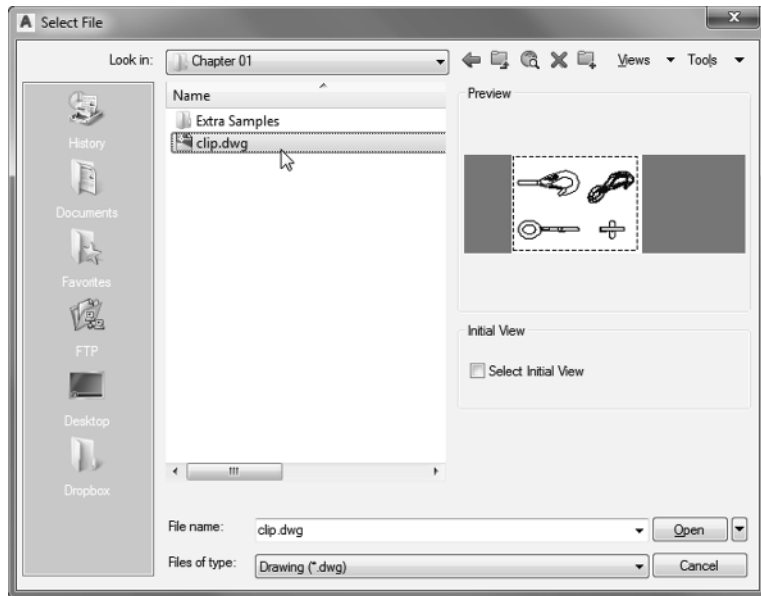 A Select File
Look in: Chapter 01 Views Tools
Name
Extra Samples
clip.dwg
History
Documents
Favorites
FTP
Desktop
Dropbox
Preview
Initial View
Select Initial View
File name: clip.dwg Open
Files of type: Drawing (*.dwg) Cancel